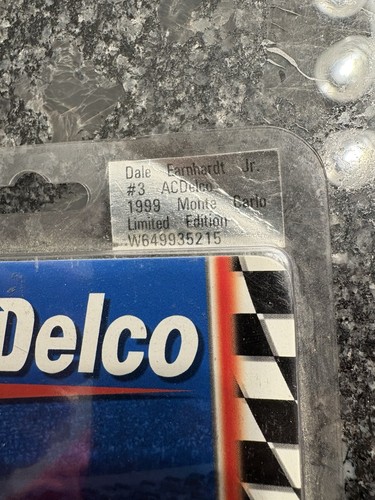 Dale Earnhardt Jr.
#3 ACDelco
1999 Monte Carlo
Limited Edition
W649935215
Delco